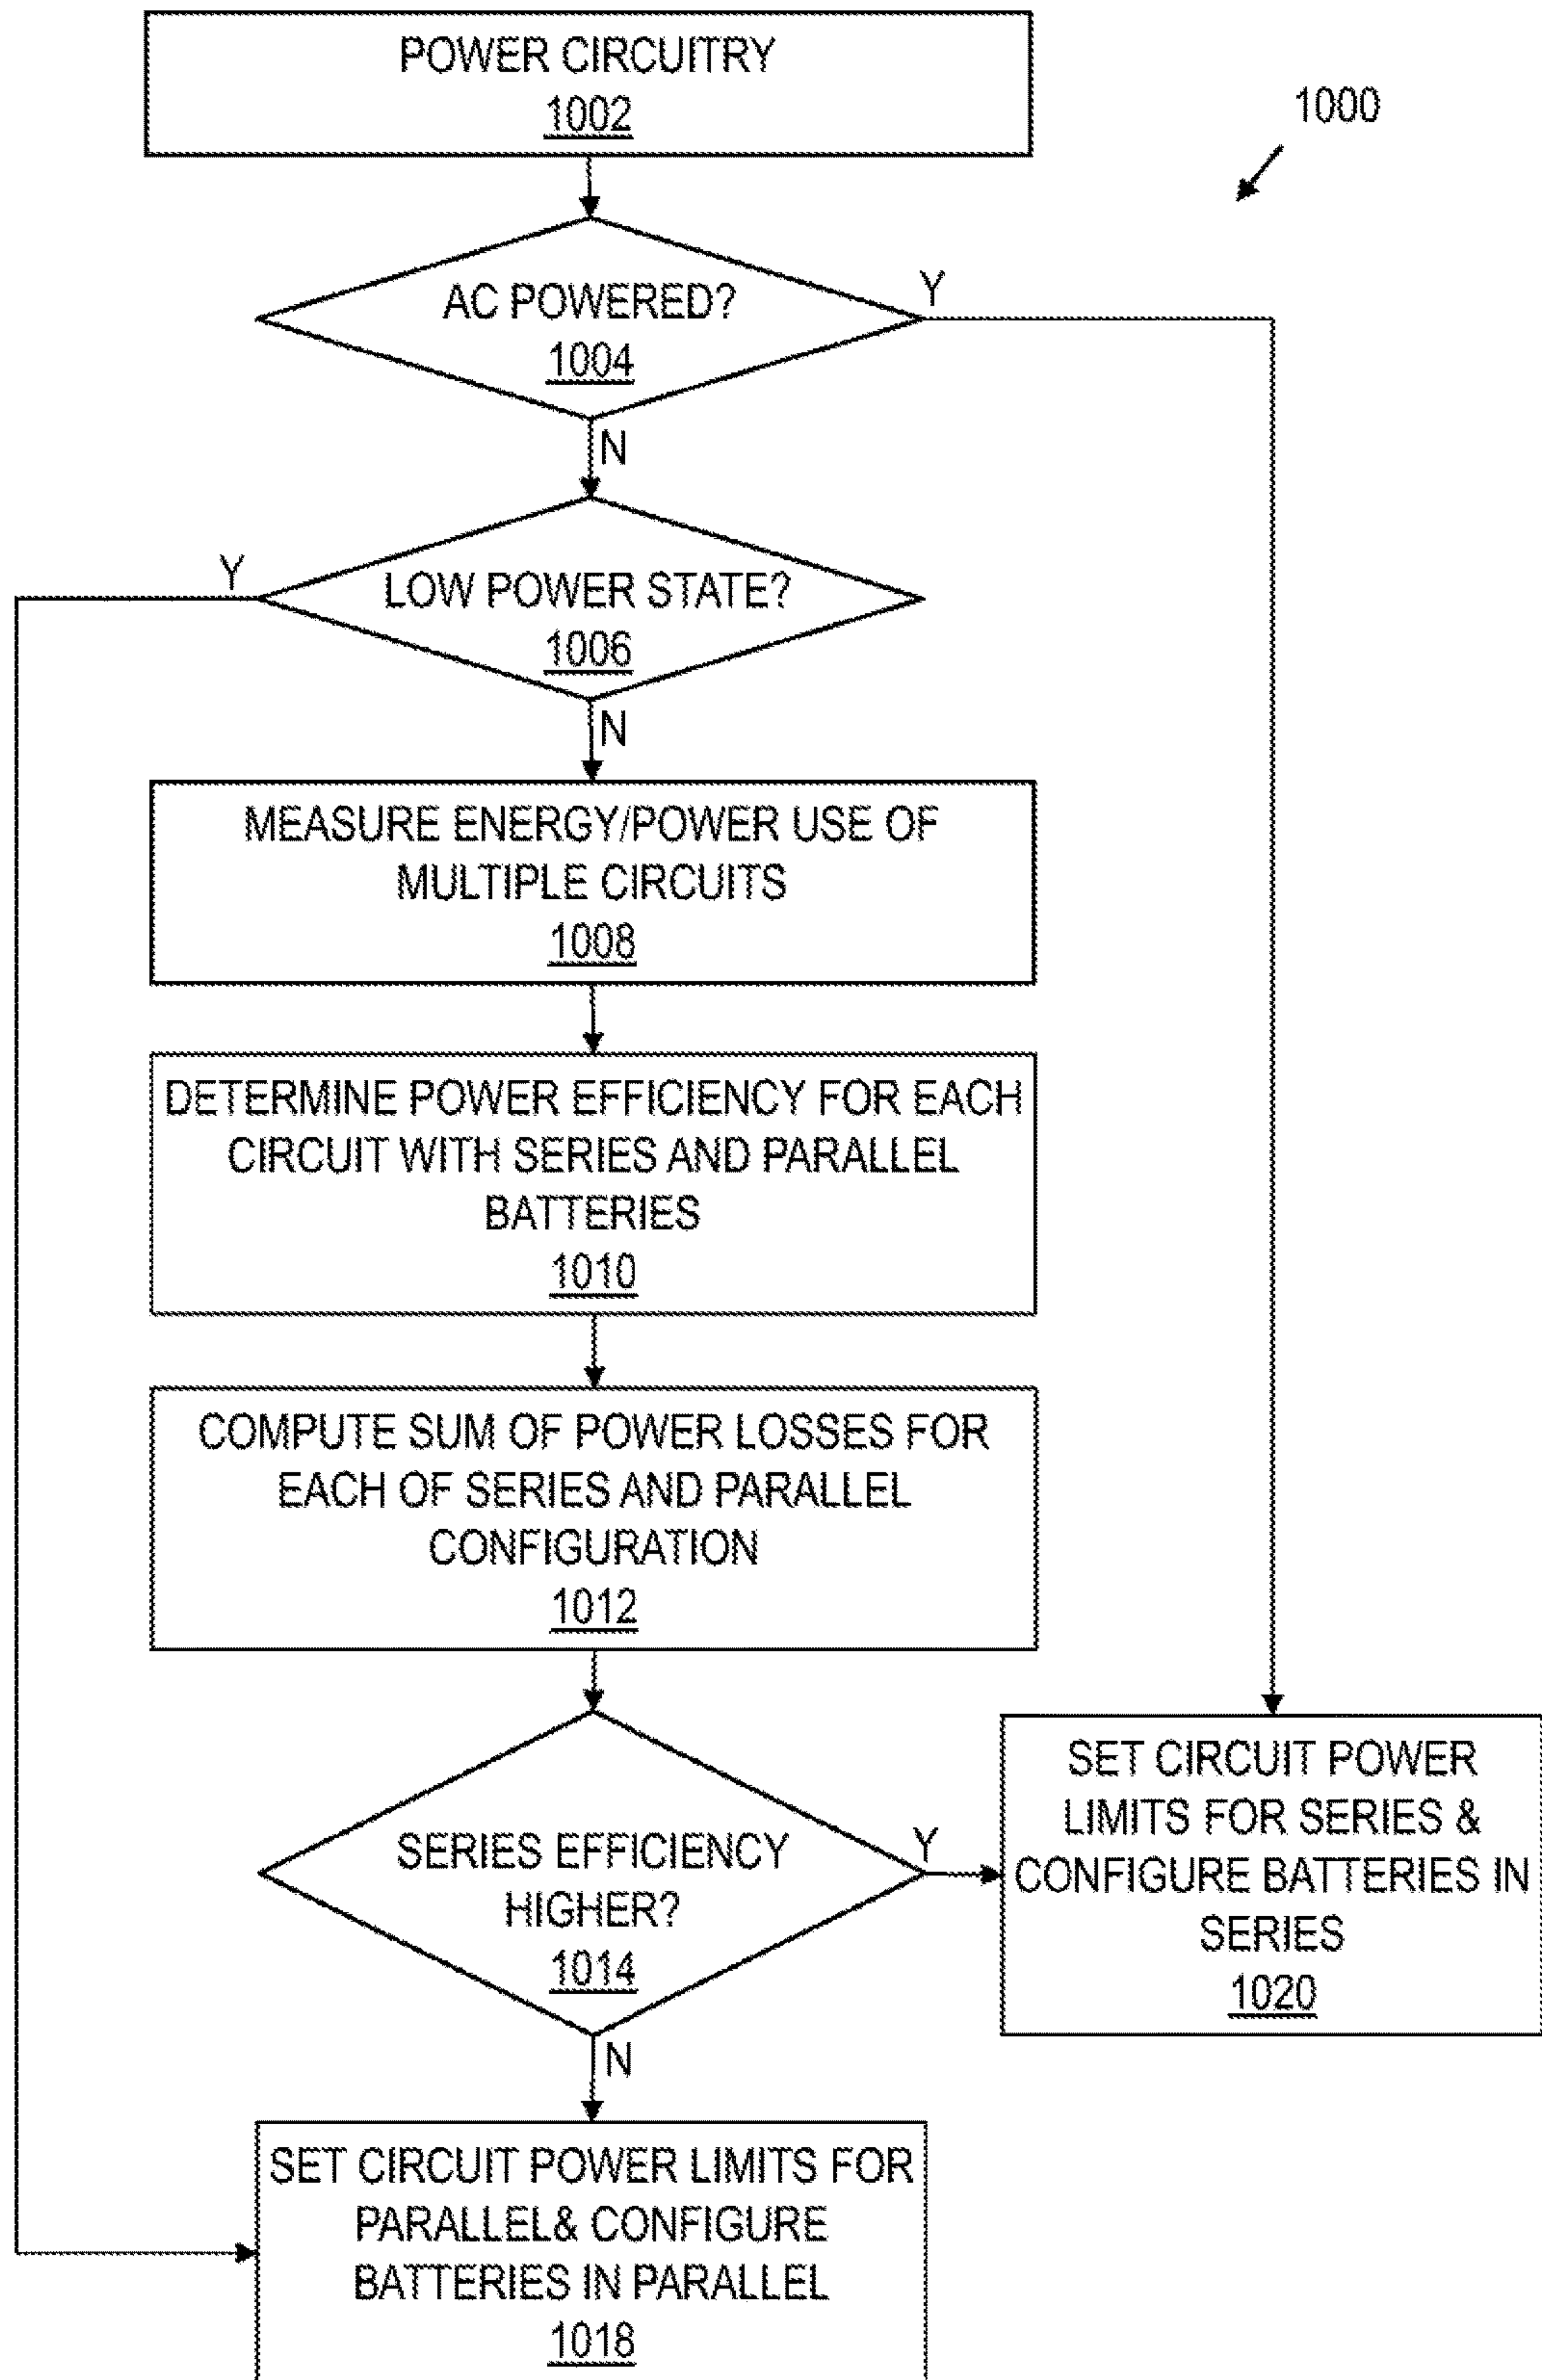 POWER CIRCUITRY
1002
1000
AC POWERED?
1004
Y
N
LOW POWER STATE?
1006
Y
N
MEASURE ENERGY/POWER USE OF
MULTIPLE CIRCUITS
1008
DETERMINE POWER EFFICIENCY FOR EACH
CIRCUIT WITH SERIES AND PARALLEL
BATTERIES
1010
COMPUTE SUM OF POWER LOSSES FOR
EACH OF SERIES AND PARALLEL
CONFIGURATION
1012
SERIES EFFICIENCY
HIGHER?
1014
Y
N
SET CIRCUIT POWER
LIMITS FOR SERIES &
CONFIGURE BATTERIES IN
SERIES
1020
SET CIRCUIT POWER LIMITS FOR
PARALLEL& CONFIGURE
BATTERIES IN PARALLEL
1018